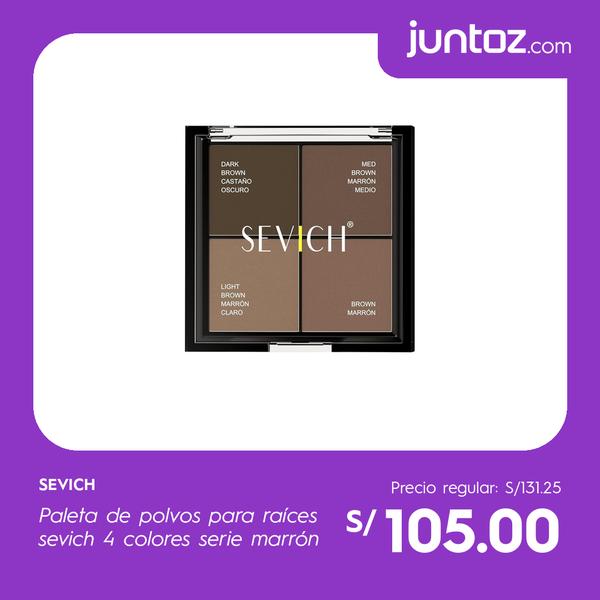 juntoz.com
DARK
BROWN
CASTAÑO
OSCURO
MED
BROWN
MARRÓN
MEDIO
SEVICH®
LIGHT
BROWN
MARRÓN
CLARO
BROWN
MARRÓN
SEVICH
Paleta de polvos para raíces
sevich 4 colores serie marrón
Precio regular: S/131.25
S/105.00